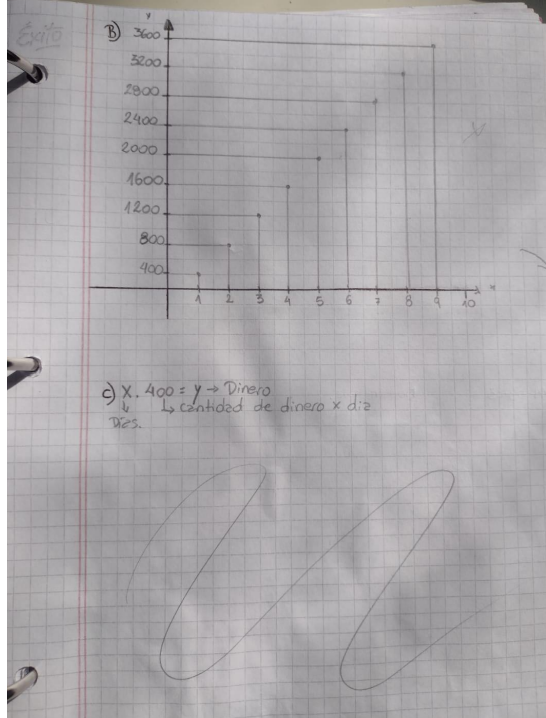 Éxito
B) y
3600
3200
2800
2400
2000
1600
1200
800
400
1 2 3 4 5 6 7 8 9 10 x
c) X . 400 = y → Dinero
↓ ↳ cantidad de dinero x día
Días.